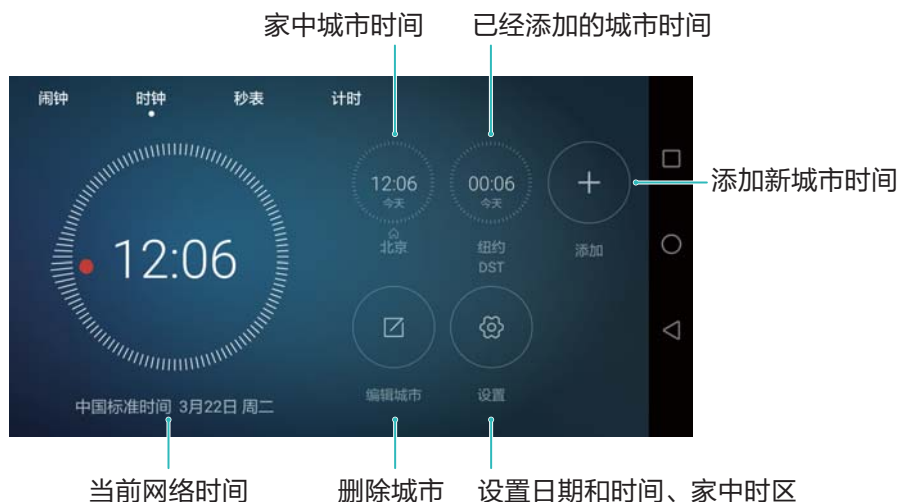 家中城市时间
已经添加的城市时间
闹钟
时钟
秒表
计时
12:06
今天
北京
00:06
今天
纽约
DST
添加
添加新城市时间
12:06
中国标准时间 3月22日 周二
编辑城市
设置
当前网络时间
删除城市
设置日期和时间、家中时区